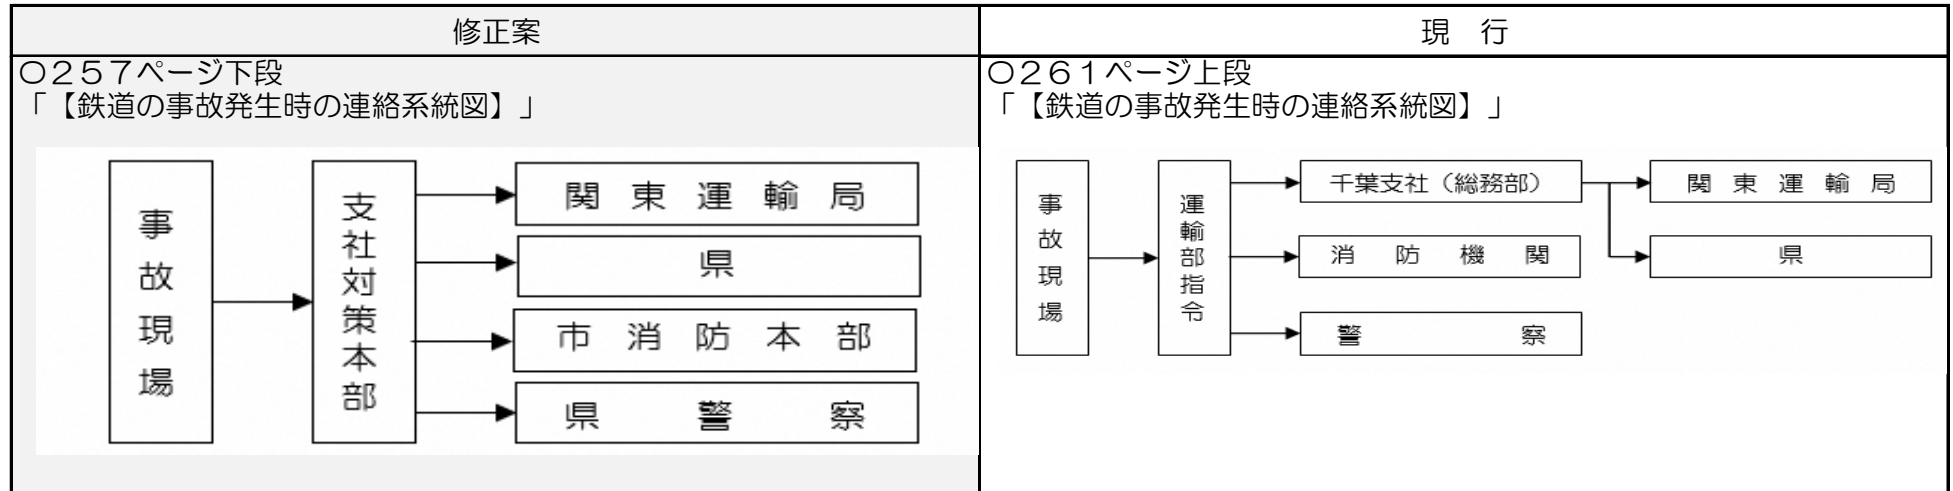 修正案
〇257ページ下段
「【鉄道の事故発生時の連絡系統図】」
事故現場
支社対策本部
関東運輸局
県
市消防本部
県警察
現 行
〇261ページ上段
「【鉄道の事故発生時の連絡系統図】」
事故現場
運輸部指令
千葉支社（総務部）
消防機関
警察
関東運輸局
県